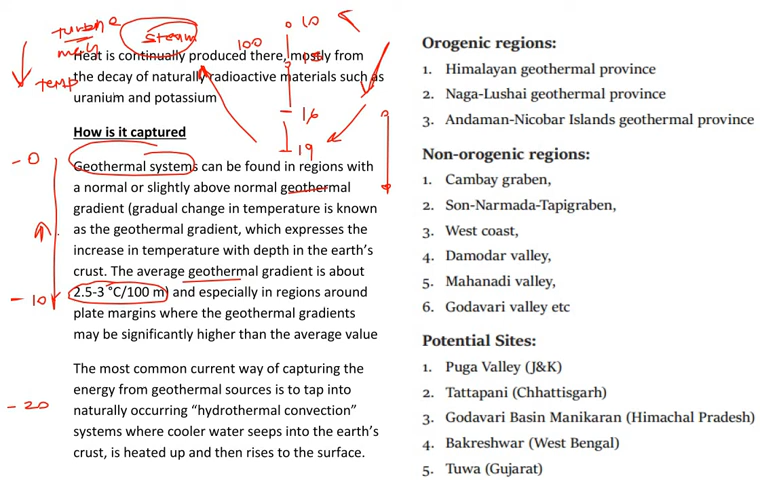 turbine
steam
mech
temp
100
10
13
16
19
Heat is continually produced there, mostly from
the decay of naturally radioactive materials such as
uranium and potassium
How is it captured
- 0
Geothermal systems can be found in regions with
a normal or slightly above normal geothermal
gradient (gradual change in temperature is known
as the geothermal gradient, which expresses the
increase in temperature with depth in the earth's
crust. The average geothermal gradient is about
- 10
2.5-3 °C/100 m) and especially in regions around
plate margins where the geothermal gradients
may be significantly higher than the average value
The most common current way of capturing the
energy from geothermal sources is to tap into
- 20
naturally occurring "hydrothermal convection"
systems where cooler water seeps into the earth's
crust, is heated up and then rises to the surface.
Orogenic regions:
1. Himalayan geothermal province
2. Naga-Lushai geothermal province
3. Andaman-Nicobar Islands geothermal province
Non-orogenic regions:
1. Cambay graben,
2. Son-Narmada-Tapigraben,
3. West coast,
4. Damodar valley,
5. Mahanadi valley,
6. Godavari valley etc
Potential Sites:
1. Puga Valley (J&K)
2. Tattapani (Chhattisgarh)
3. Godavari Basin Manikaran (Himachal Pradesh)
4. Bakreshwar (West Bengal)
5. Tuwa (Gujarat)